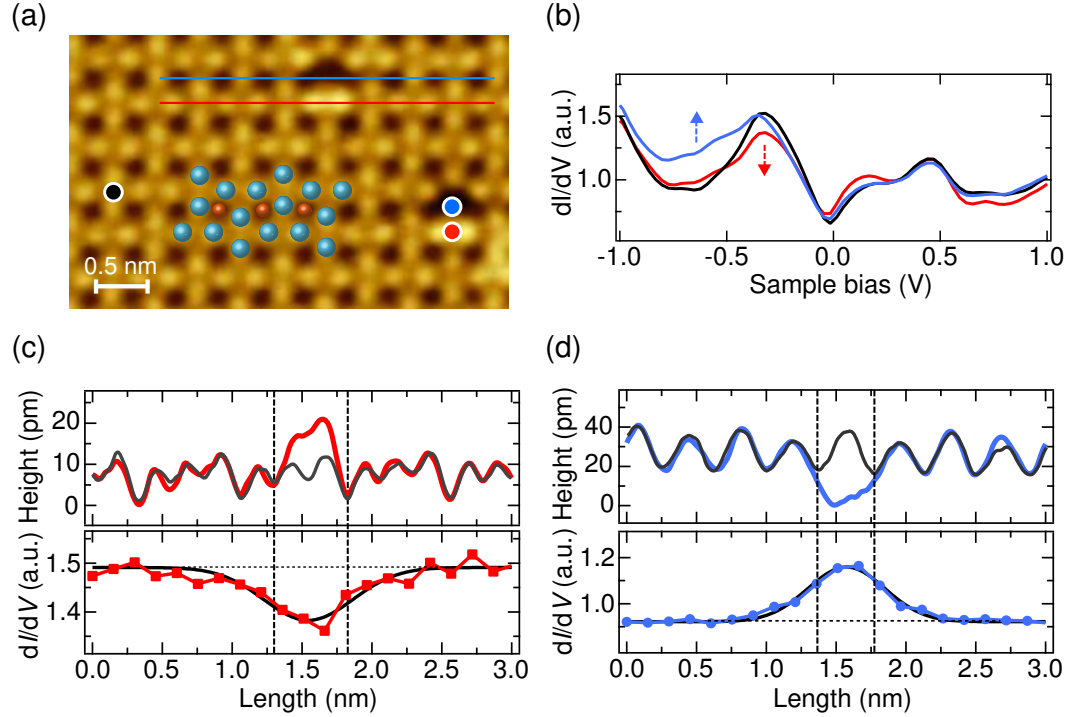 (a)
0.5 nm
(b)
dI/dV (a.u.)
1.5
1.0
-1.0 -0.5 0.0 0.5 1.0
Sample bias (V)
(c)
Height (pm)
20
10
0
dI/dV (a.u.)
1.5
1.4
0.0 0.5 1.0 1.5 2.0 2.5 3.0
Length (nm)
(d)
Height (pm)
40
20
0
dI/dV (a.u.)
1.2
1.0
0.0 0.5 1.0 1.5 2.0 2.5 3.0
Length (nm)